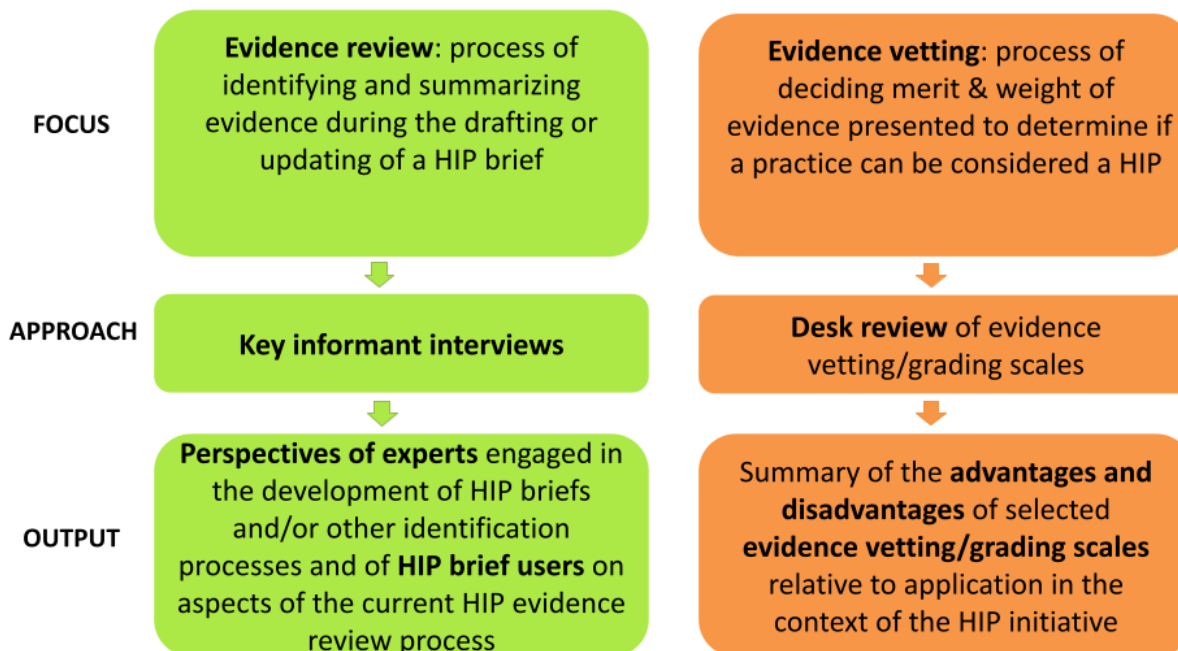 FOCUS
Evidence review: process of
identifying and summarizing
evidence during the drafting or
updating of a HIP brief
Evidence vetting: process of
deciding merit & weight of
evidence presented to determine if
a practice can be considered a HIP
APPROACH
Key informant interviews
Desk review of evidence
vetting/grading scales
OUTPUT
Perspectives of experts engaged in
the development of HIP briefs
and/or other identification
processes and of HIP brief users on
aspects of the current HIP evidence
review process
Summary of the advantages and
disadvantages of selected
evidence vetting/grading scales
relative to application in the
context of the HIP initiative